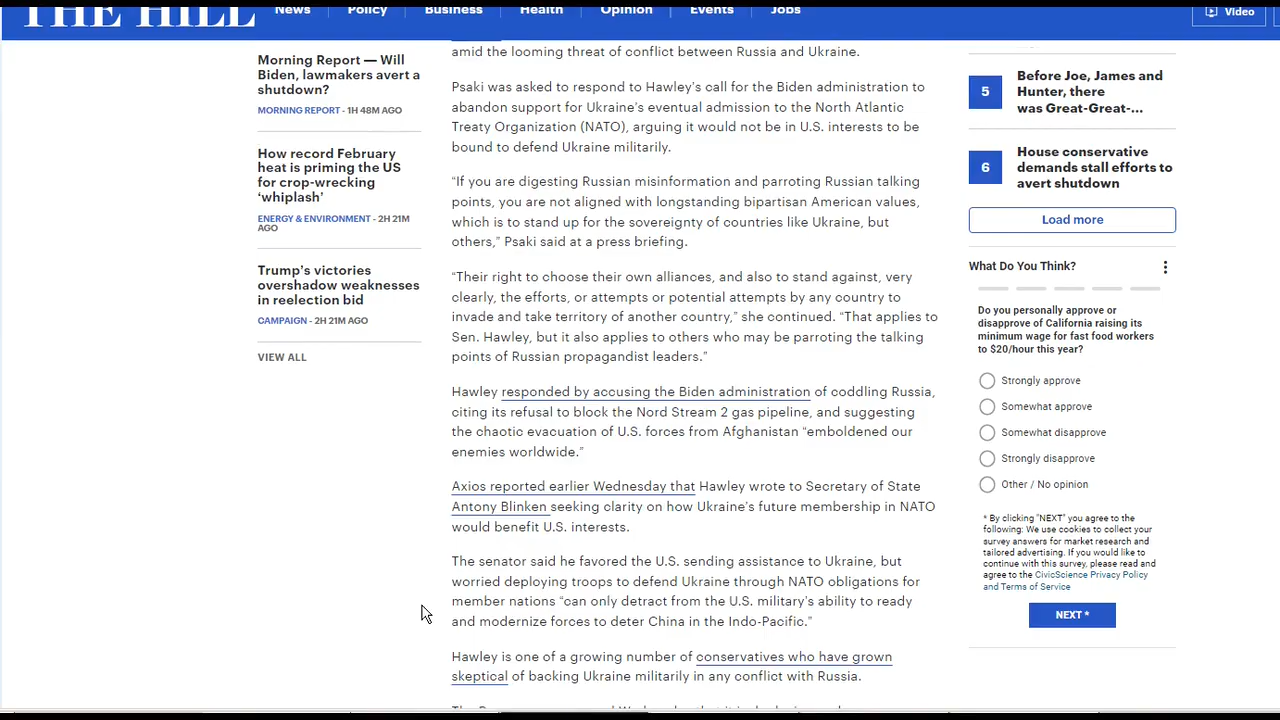 THE HILL
News
Policy
Business
Health
Opinion
Events
Jobs
Video
Morning Report — Will
Biden, lawmakers avert a
shutdown?
MORNING REPORT - 1H 48M AGO
How record February
heat is priming the US
for crop-wrecking
‘whiplash’
ENERGY & ENVIRONMENT - 2H 21M
AGO
Trump’s victories
overshadow weaknesses
in reelection bid
CAMPAIGN - 2H 21M AGO
VIEW ALL
amid the looming threat of conflict between Russia and Ukraine.
Psaki was asked to respond to Hawley’s call for the Biden administration to
abandon support for Ukraine’s eventual admission to the North Atlantic
Treaty Organization (NATO), arguing it would not be in U.S. interests to be
bound to defend Ukraine militarily.
“If you are digesting Russian misinformation and parroting Russian talking
points, you are not aligned with longstanding bipartisan American values,
which is to stand up for the sovereignty of countries like Ukraine, but
others,” Psaki said at a press briefing.
“Their right to choose their own alliances, and also to stand against, very
clearly, the efforts, or attempts or potential attempts by any country to
invade and take territory of another country,” she continued. “That applies to
Sen. Hawley, but it also applies to others who may be parroting the talking
points of Russian propagandist leaders.”
Hawley responded by accusing the Biden administration of coddling Russia,
citing its refusal to block the Nord Stream 2 gas pipeline, and suggesting
the chaotic evacuation of U.S. forces from Afghanistan “emboldened our
enemies worldwide.”
Axios reported earlier Wednesday that Hawley wrote to Secretary of State
Antony Blinken seeking clarity on how Ukraine’s future membership in NATO
would benefit U.S. interests.
The senator said he favored the U.S. sending assistance to Ukraine, but
worried deploying troops to defend Ukraine through NATO obligations for
member nations “can only detract from the U.S. military’s ability to ready
and modernize forces to deter China in the Indo-Pacific.”
Hawley is one of a growing number of conservatives who have grown
skeptical of backing Ukraine militarily in any conflict with Russia.
5
Before Joe, James and
Hunter, there
was Great-Great-...
6
House conservative
demands stall efforts to
avert shutdown
Load more
What Do You Think?
Do you personally approve or
disapprove of California raising its
minimum wage for fast food workers
to $20/hour this year?
Strongly approve
Somewhat approve
Somewhat disapprove
Strongly disapprove
Other / No opinion
* By clicking "NEXT" you agree to the
following: We use cookies to collect your
survey answers for market research and
tailored advertising. If you would like to
continue with this survey, please read and
agree to the CivicScience Privacy Policy
and Terms of Service
NEXT *